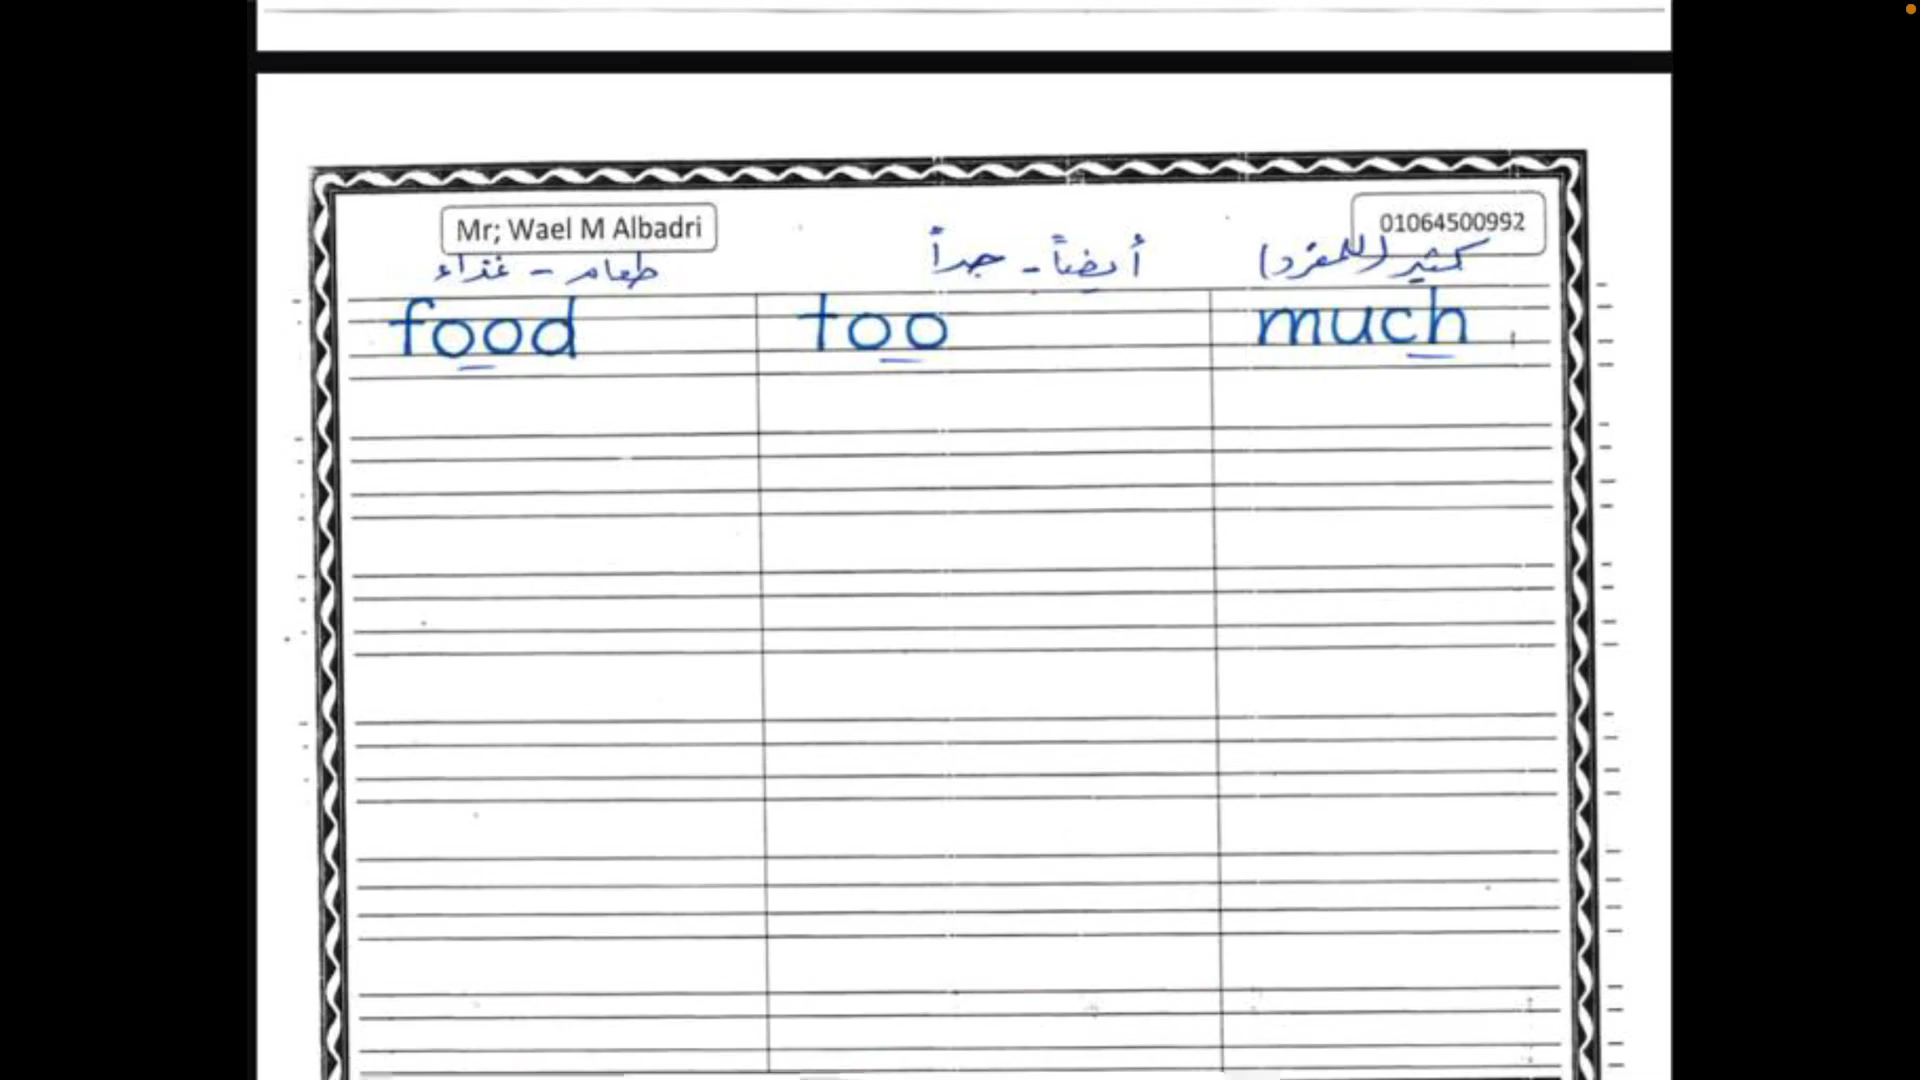 Mr; Wael M Albadri
01064500992
طعام - غذاء
أيضاً - جداً
كثير (للمفرد)
food
too
much